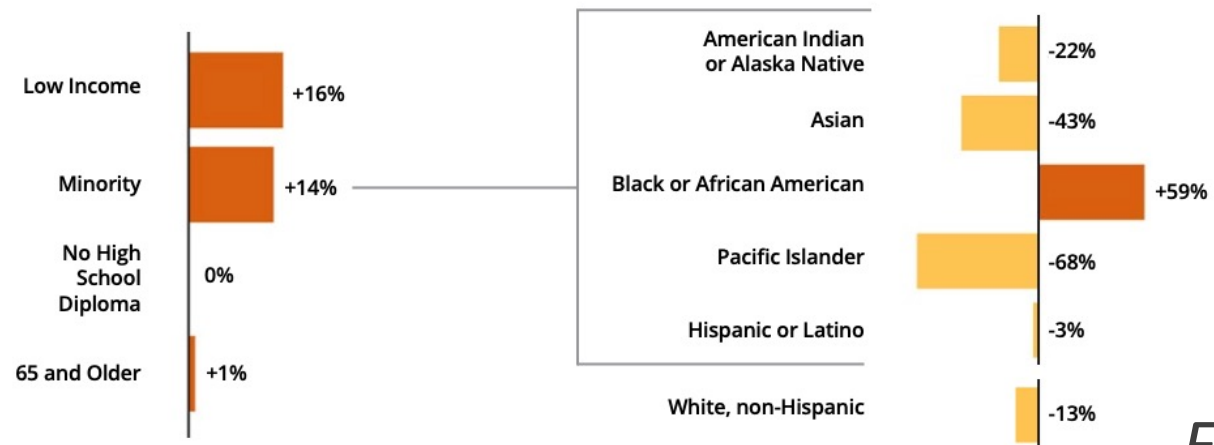 Low Income
+16%
Minority
+14%
No High
School
Diploma
0%
65 and Older
+1%
American Indian
or Alaska Native
-22%
Asian
-43%
Black or African American
+59%
Pacific Islander
-68%
Hispanic or Latino
-3%
White, non-Hispanic
-13%